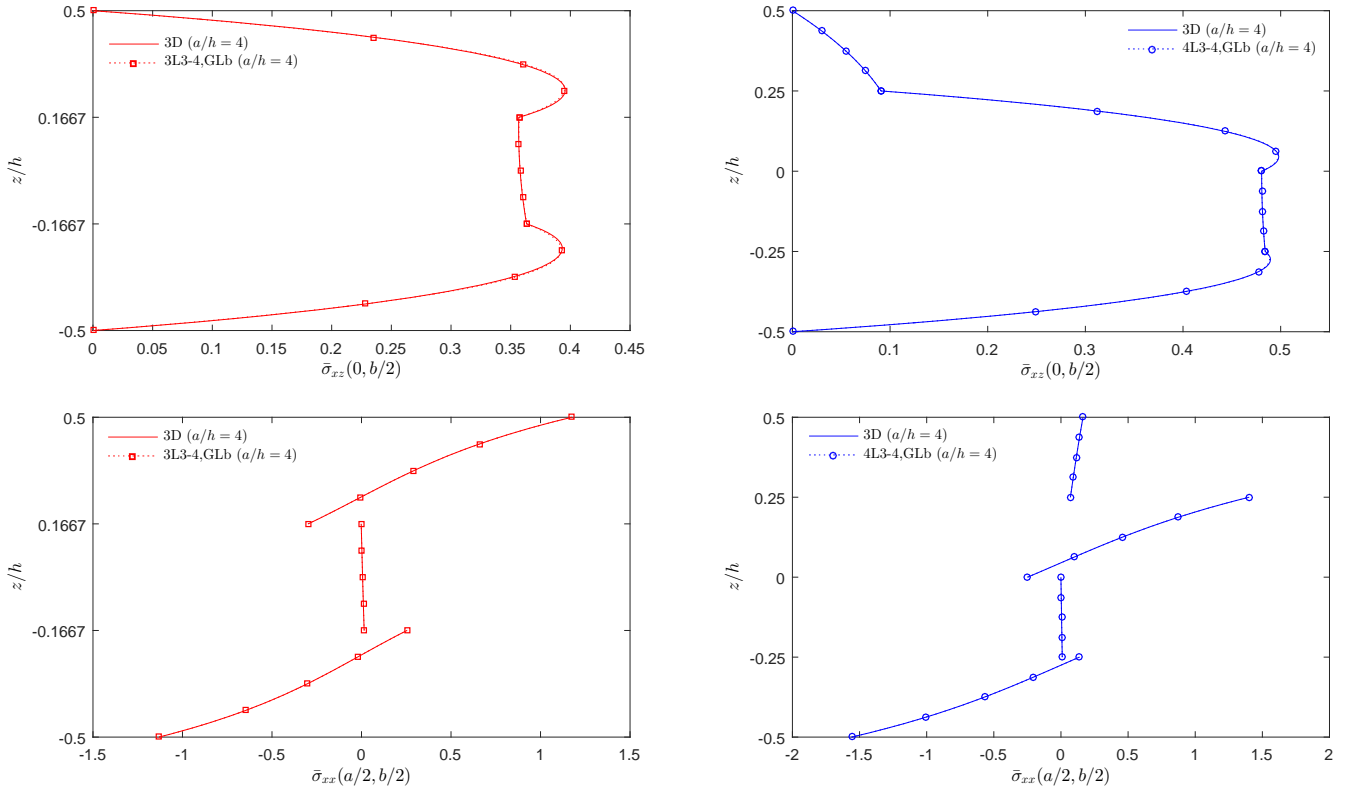 0.5
0.1667
-0.1667
-0.5
z/h
3D (a/h = 4)
3L3-4,GLb (a/h = 4)
0 0.05 0.1 0.15 0.2 0.25 0.3 0.35 0.4 0.45
σ̄xz(0, b/2)
0.5
0.25
0
-0.25
-0.5
z/h
3D (a/h = 4)
4L3-4,GLb (a/h = 4)
0 0.1 0.2 0.3 0.4 0.5
σ̄xz(0, b/2)
0.5
0.1667
-0.1667
-0.5
z/h
3D (a/h = 4)
3L3-4,GLb (a/h = 4)
-1.5 -1 -0.5 0 0.5 1 1.5
σ̄xx(a/2, b/2)
0.5
0.25
0
-0.25
-0.5
z/h
3D (a/h = 4)
4L3-4,GLb (a/h = 4)
-2 -1.5 -1 -0.5 0 0.5 1 1.5 2
σ̄xx(a/2, b/2)